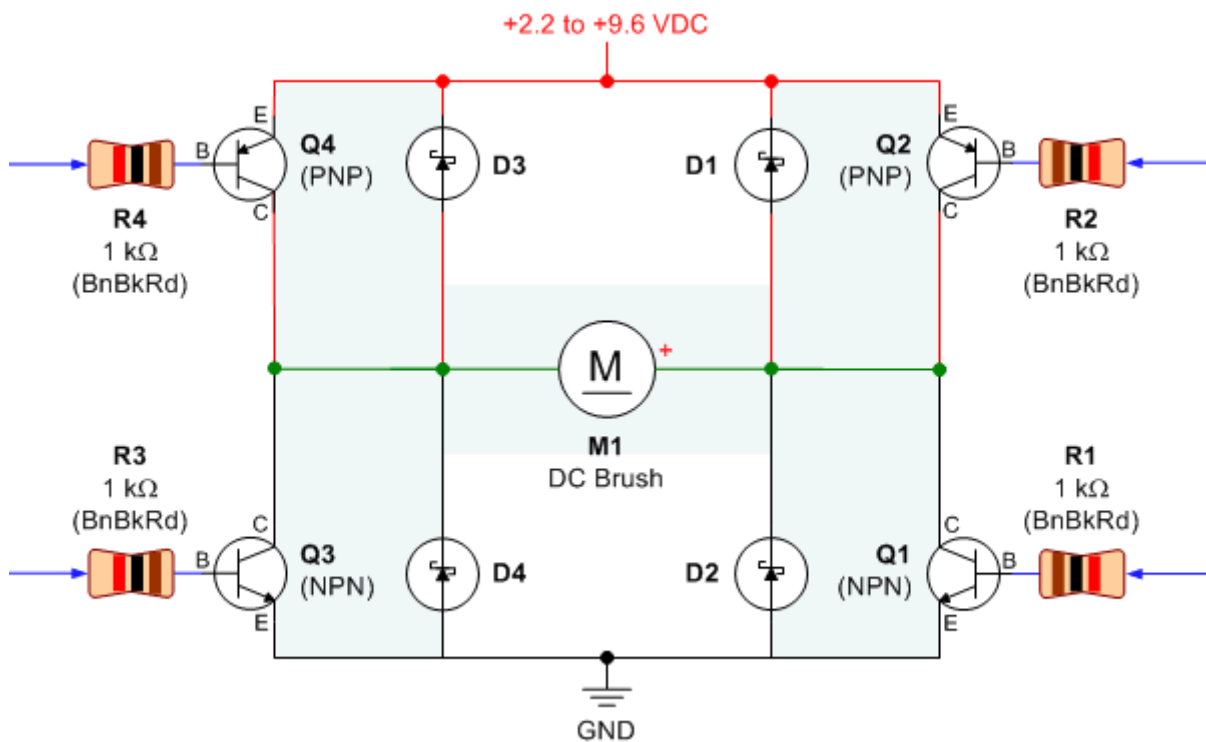 +2.2 to +9.6 VDC
E
B
C
Q4
(PNP)
D3
D1
Q2
(PNP)
E
B
C
R4
1 kΩ
(BnBkRd)
R2
1 kΩ
(BnBkRd)
M
+
M1
DC Brush
R3
1 kΩ
(BnBkRd)
R1
1 kΩ
(BnBkRd)
C
B
E
Q3
(NPN)
D4
D2
Q1
(NPN)
C
B
E
GND